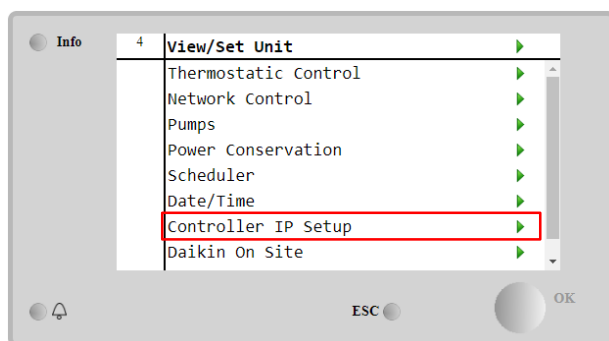 Info
4 View/Set Unit
Thermostatic Control
Network Control
Pumps
Power Conservation
Scheduler
Date/Time
Controller IP Setup
Daikin On Site
ESC
OK